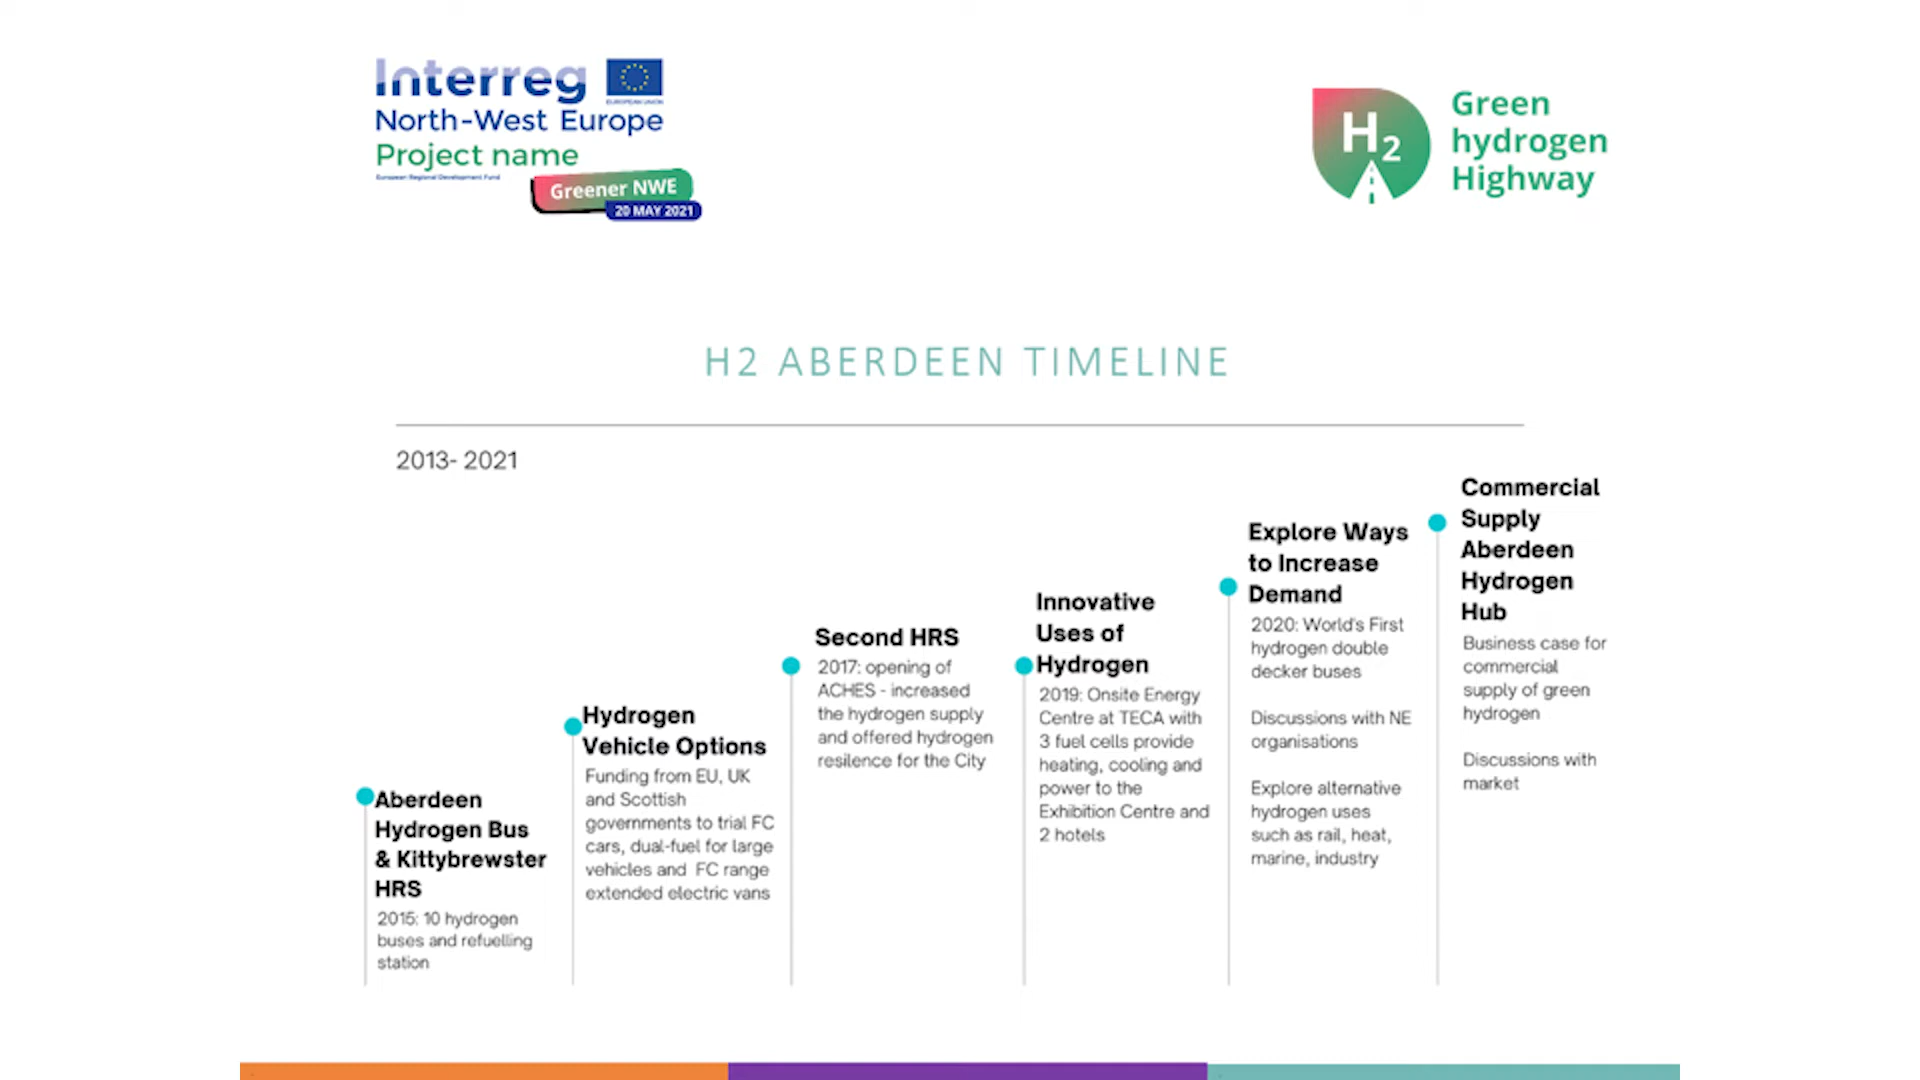 Interreg
EUROPEAN UNION
North-West Europe
Project name
European Regional Development Fund
Greener NWE
20 MAY 2021
H2
Green
hydrogen
Highway
H2 ABERDEEN TIMELINE
2013- 2021
Aberdeen
Hydrogen Bus
& Kittybrewster
HRS
2015: 10 hydrogen
buses and refuelling
station
Hydrogen
Vehicle Options
Funding from EU, UK
and Scottish
governments to trial FC
cars, dual-fuel for large
vehicles and FC range
extended electric vans
Second HRS
2017: opening of
ACHES - increased
the hydrogen supply
and offered hydrogen
resilence for the City
Innovative
Uses of
Hydrogen
2019: Onsite Energy
Centre at TECA with
3 fuel cells provide
heating, cooling and
power to the
Exhibition Centre and
2 hotels
Explore Ways
to Increase
Demand
2020: World's First
hydrogen double
decker buses
Discussions with NE
organisations
Explore alternative
hydrogen uses
such as rail, heat,
marine, industry
Commercial
Supply
Aberdeen
Hydrogen
Hub
Business case for
commercial
supply of green
hydrogen
Discussions with
market